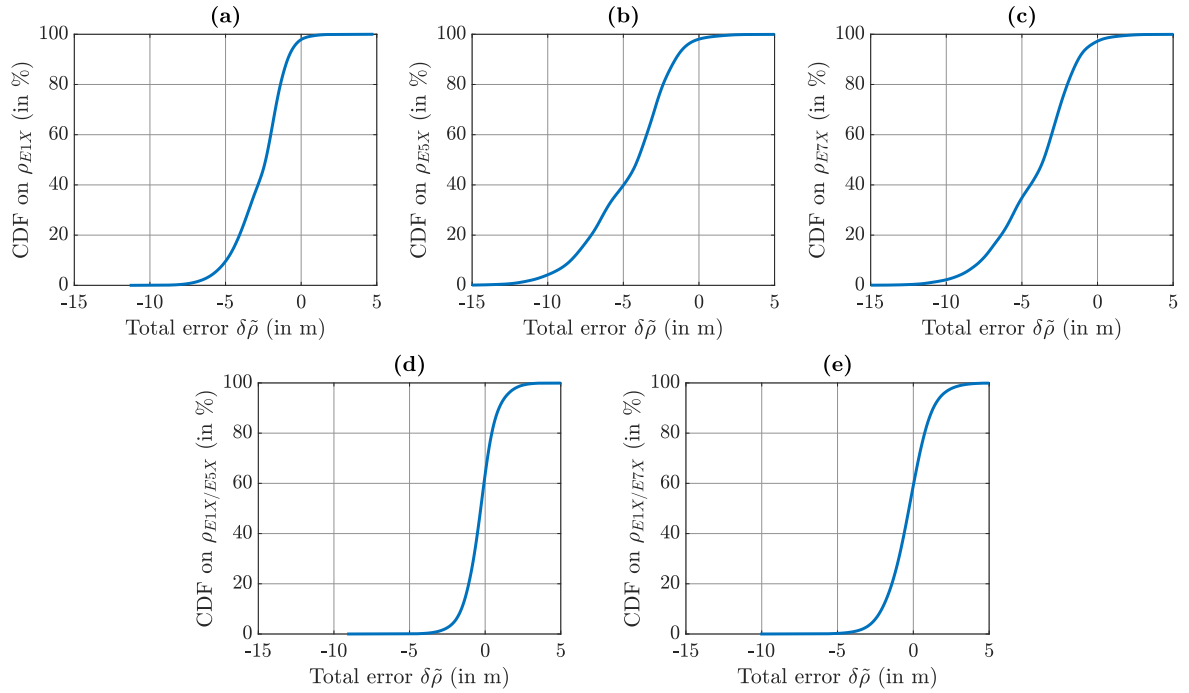 (a)
CDF on ρE1X (in %)
100
80
60
40
20
0
-15 -10 -5 0 5
Total error δρ̃ (in m)
(b)
CDF on ρE5X (in %)
100
80
60
40
20
0
-15 -10 -5 0 5
Total error δρ̃ (in m)
(c)
CDF on ρE7X (in %)
100
80
60
40
20
0
-15 -10 -5 0 5
Total error δρ̃ (in m)
(d)
CDF on ρE1X/E5X (in %)
100
80
60
40
20
0
-15 -10 -5 0 5
Total error δρ̃ (in m)
(e)
CDF on ρE1X/E7X (in %)
100
80
60
40
20
0
-15 -10 -5 0 5
Total error δρ̃ (in m)